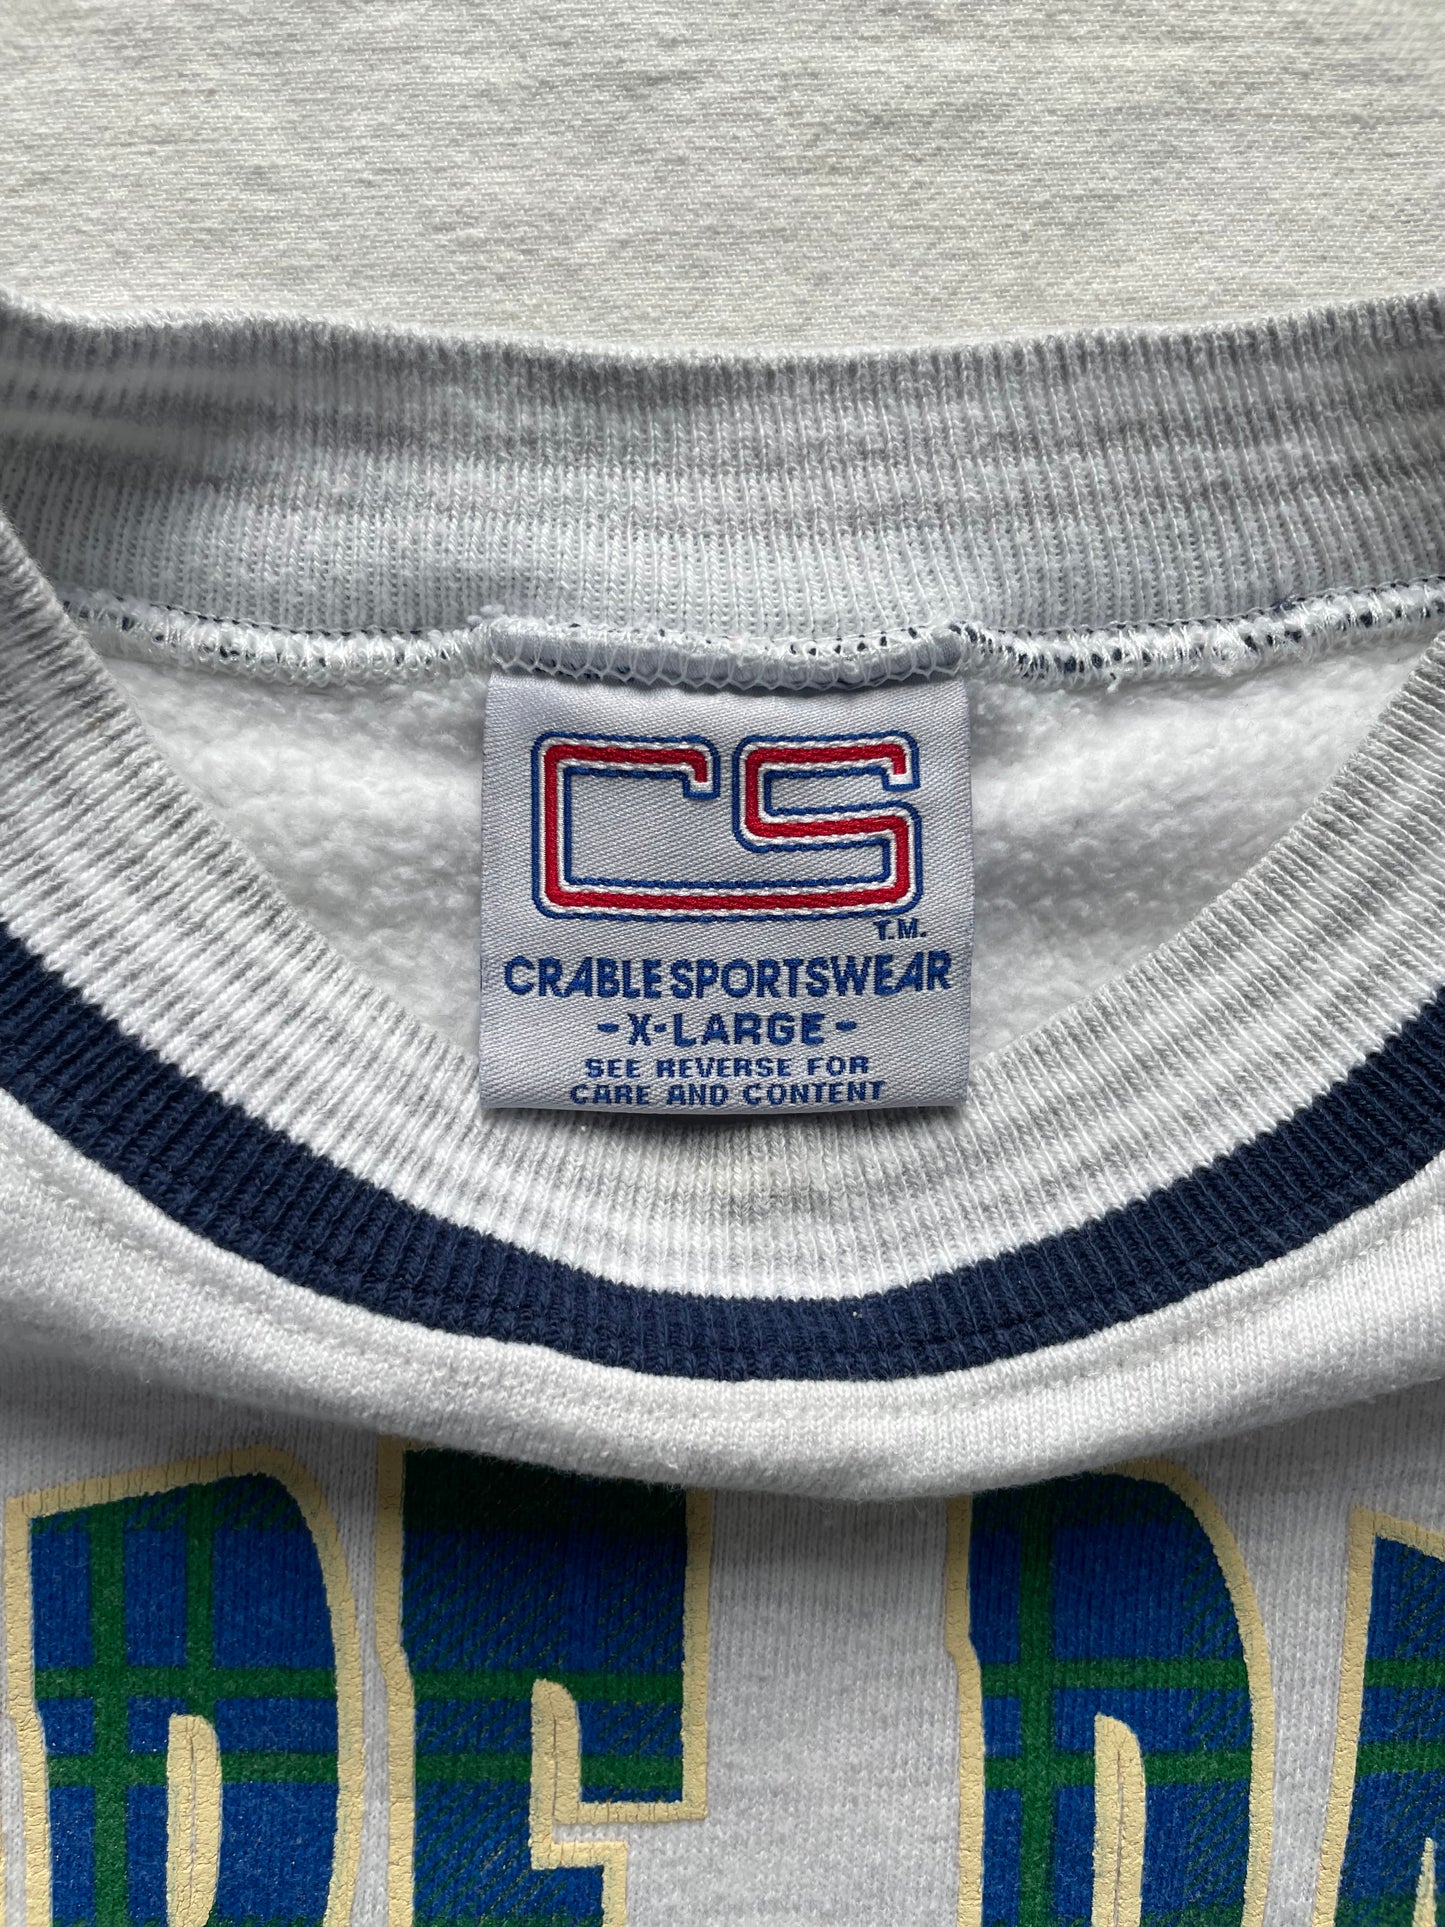 CS
T.M.
CRABLE SPORTSWEAR
- X-LARGE -
SEE REVERSE FOR
CARE AND CONTENT